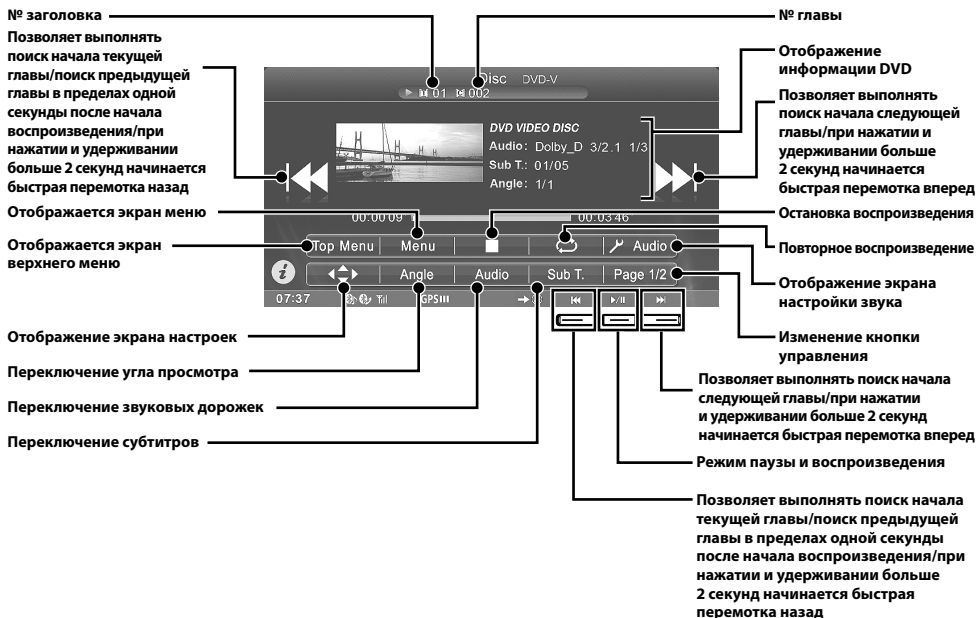 № заголовка
Позволяет выполнять
поиск начала текущей
главы/поиск предыдущей
главы в пределах одной
секунды после начала
воспроизведения/при
нажатии и удерживании
больше 2 секунд начинается
быстрая перемотка назад
Отображается экран меню
Отображается экран
верхнего меню
Отображение экрана настроек
Переключение угла просмотра
Переключение звуковых дорожек
Переключение субтитров
Disc DVD-V
01 002
DVD VIDEO DISC
Audio: Dolby_D 3/2.1 1/3
Sub T.: 01/05
Angle: 1/1
00:00'09 00:03'46
Top Menu Menu Audio
Angle Audio Sub T. Page 1/2
07:37 GPS
№ главы
Отображение
информации DVD
Позволяет выполнять
поиск начала следующей
главы/при нажатии и
удерживании больше
2 секунд начинается
быстрая перемотка вперед
Остановка воспроизведения
Повторное воспроизведение
Отображение экрана
настройки звука
Изменение кнопки
управления
Позволяет выполнять поиск начала
следующей главы/при нажатии
и удерживании больше 2 секунд
начинается быстрая перемотка вперед
Режим паузы и воспроизведения
Позволяет выполнять поиск начала
текущей главы/поиск предыдущей
главы в пределах одной секунды
после начала воспроизведения/при
нажатии и удерживании больше
2 секунд начинается быстрая
перемотка назад